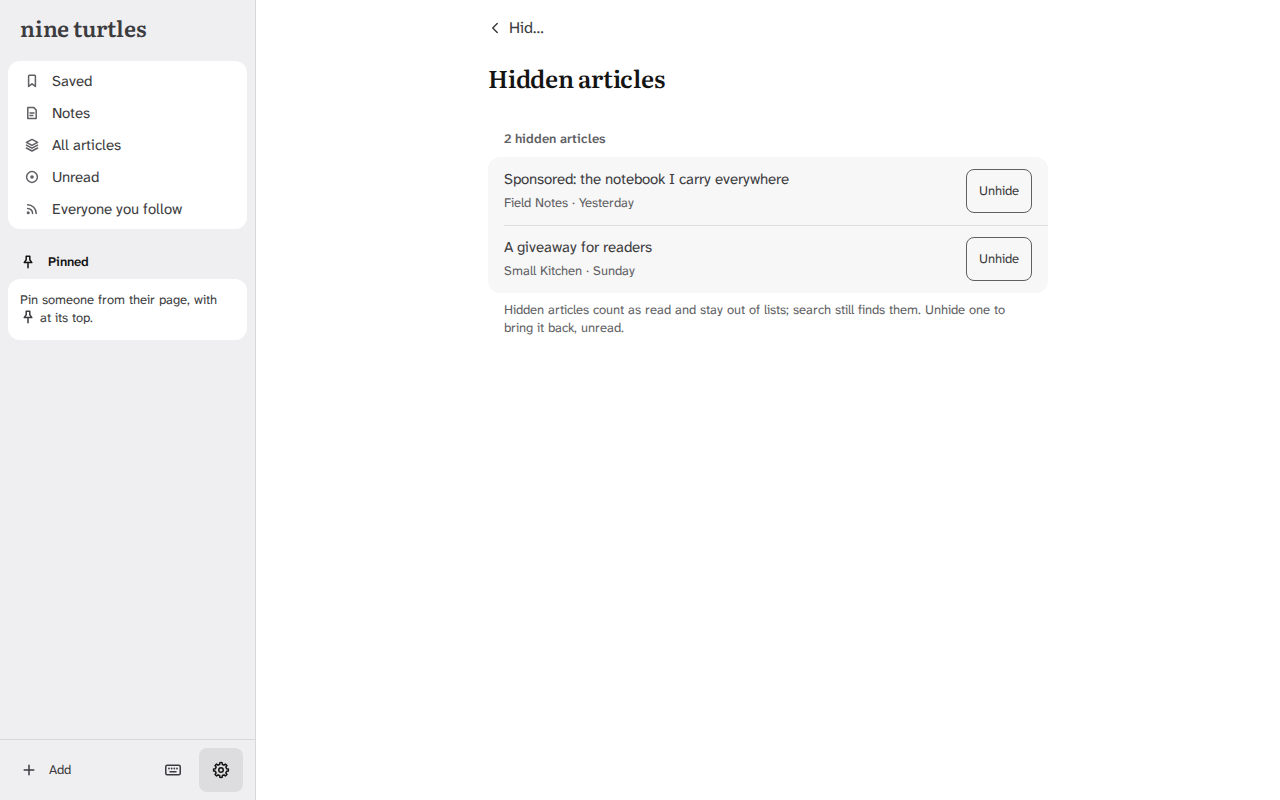 nine turtles
Saved
Notes
All articles
Unread
Everyone you follow
Pinned
Pin someone from their page, with
at its top.
Add
Hid...
Hidden articles
2 hidden articles
Sponsored: the notebook I carry everywhere
Field Notes · Yesterday
Unhide
A giveaway for readers
Small Kitchen · Sunday
Unhide
Hidden articles count as read and stay out of lists; search still finds them. Unhide one to
bring it back, unread.